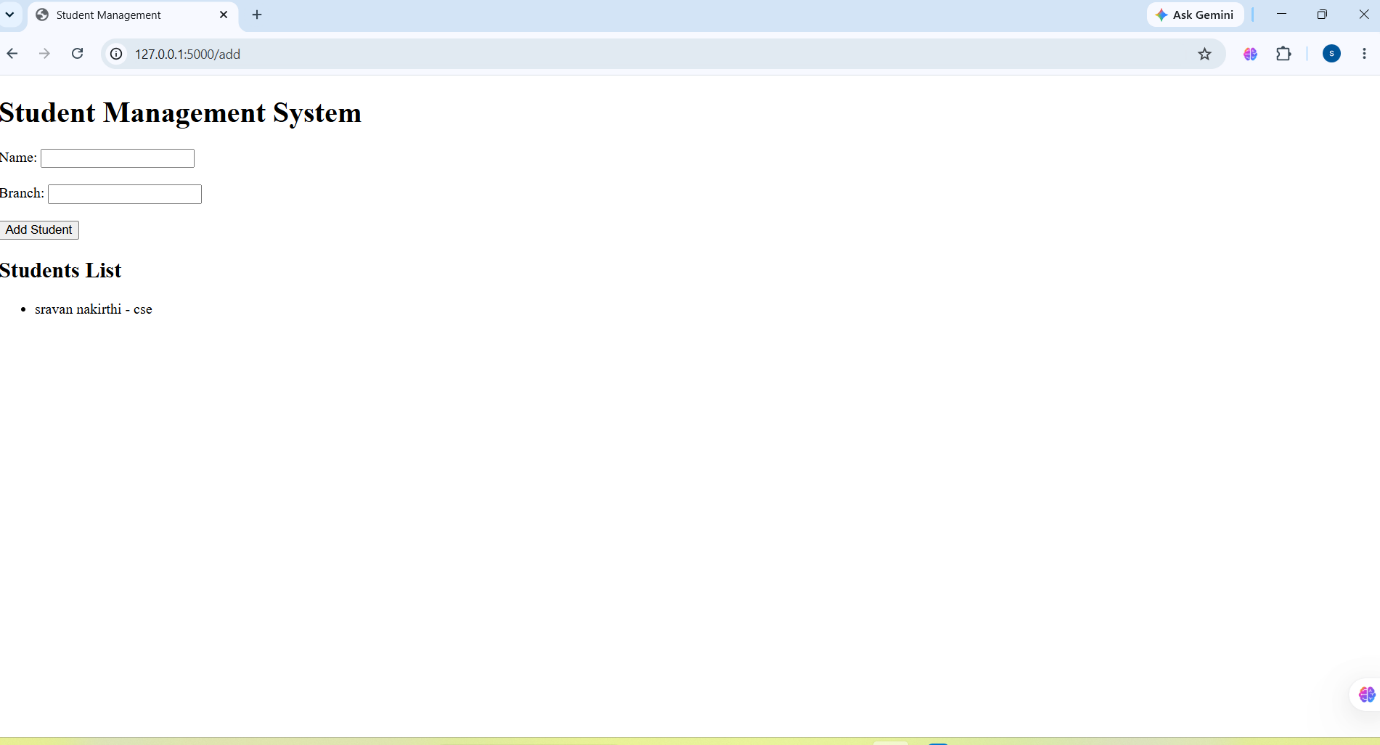 Student Management
Ask Gemini
127.0.0.1:5000/add
S
Student Management System
Name:
Branch:
Add Student
Students List
sravan nakirthi - cse